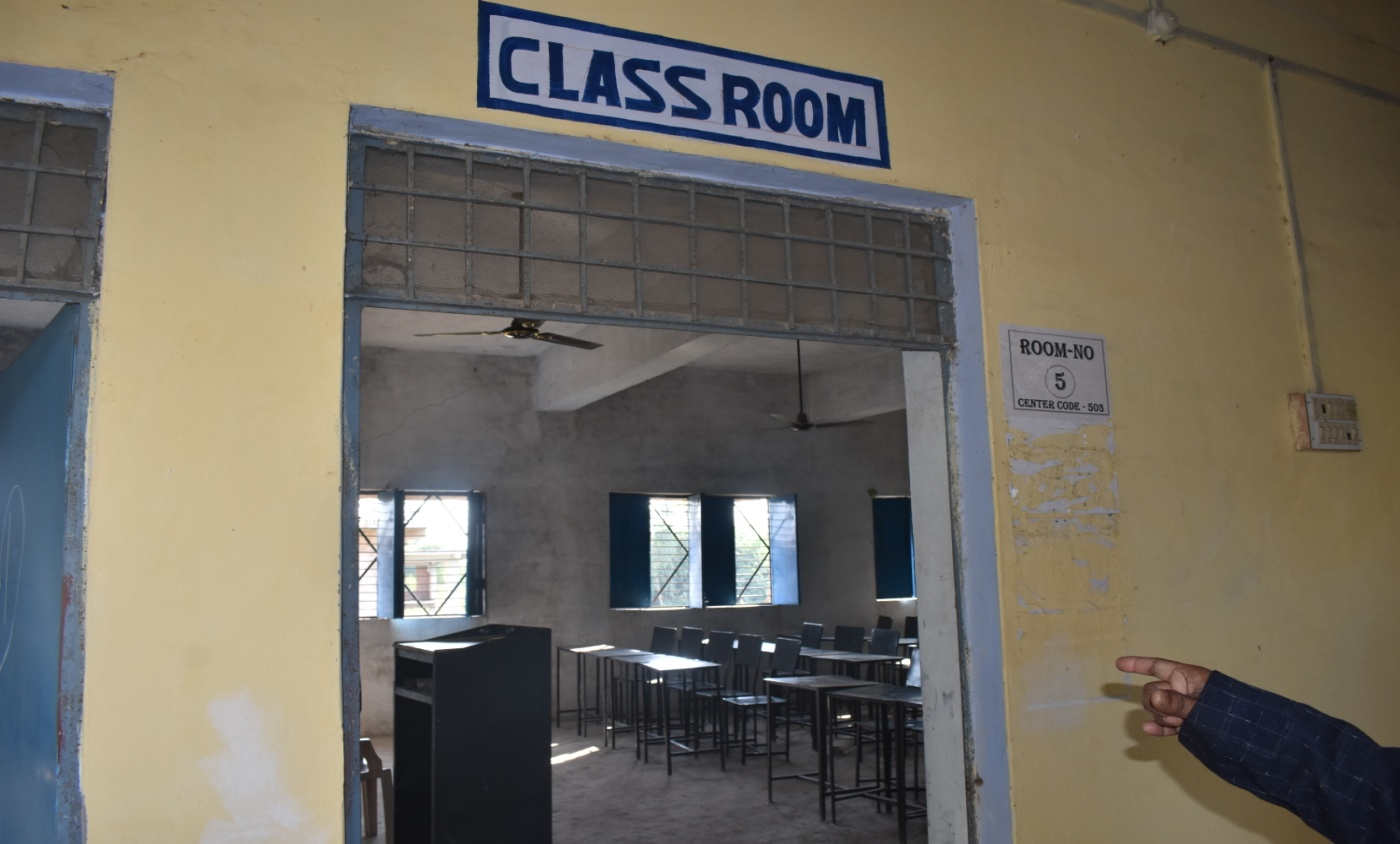 CLASS ROOM
ROOM-NO
5
CENTER CODE - 503